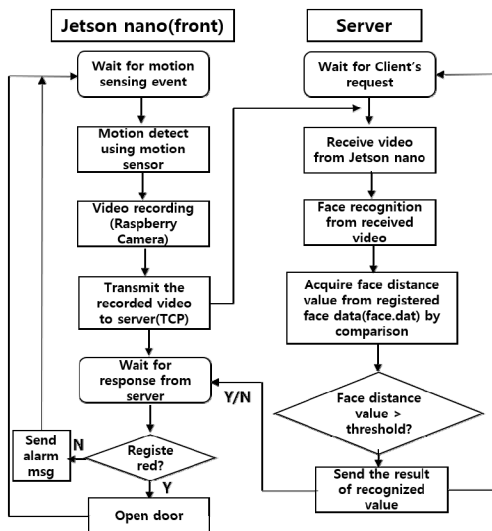 Jetson nano(front)
Wait for motion
sensing event
Motion detect
using motion
sensor
Video recording
(Raspberry
Camera)
Transmit the
recorded video
to server(TCP)
Wait for
response from
server
Registe
red?
N
Y
Send
alarm
msg
Open door
Server
Wait for Client's
request
Receive video
from Jetson nano
Face recognition
from received
video
Acquire face distance
value from registered
face data(face.dat) by
comparison
Face distance
value >
threshold?
Y/N
Send the result
of recognized
value